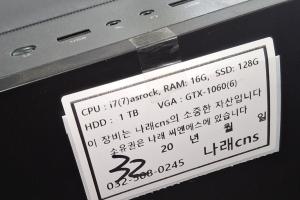 CPU : i7(7)asrock, RAM: 16G, SSD: 128G
HDD : 1 TB VGA : GTX-1060(6)
이 장비는 나래cns의 소중한 자산입니다
소유권은 나래 씨앤에스에 있습니다
20 년 월 일
32
032-508-0245 나래cns